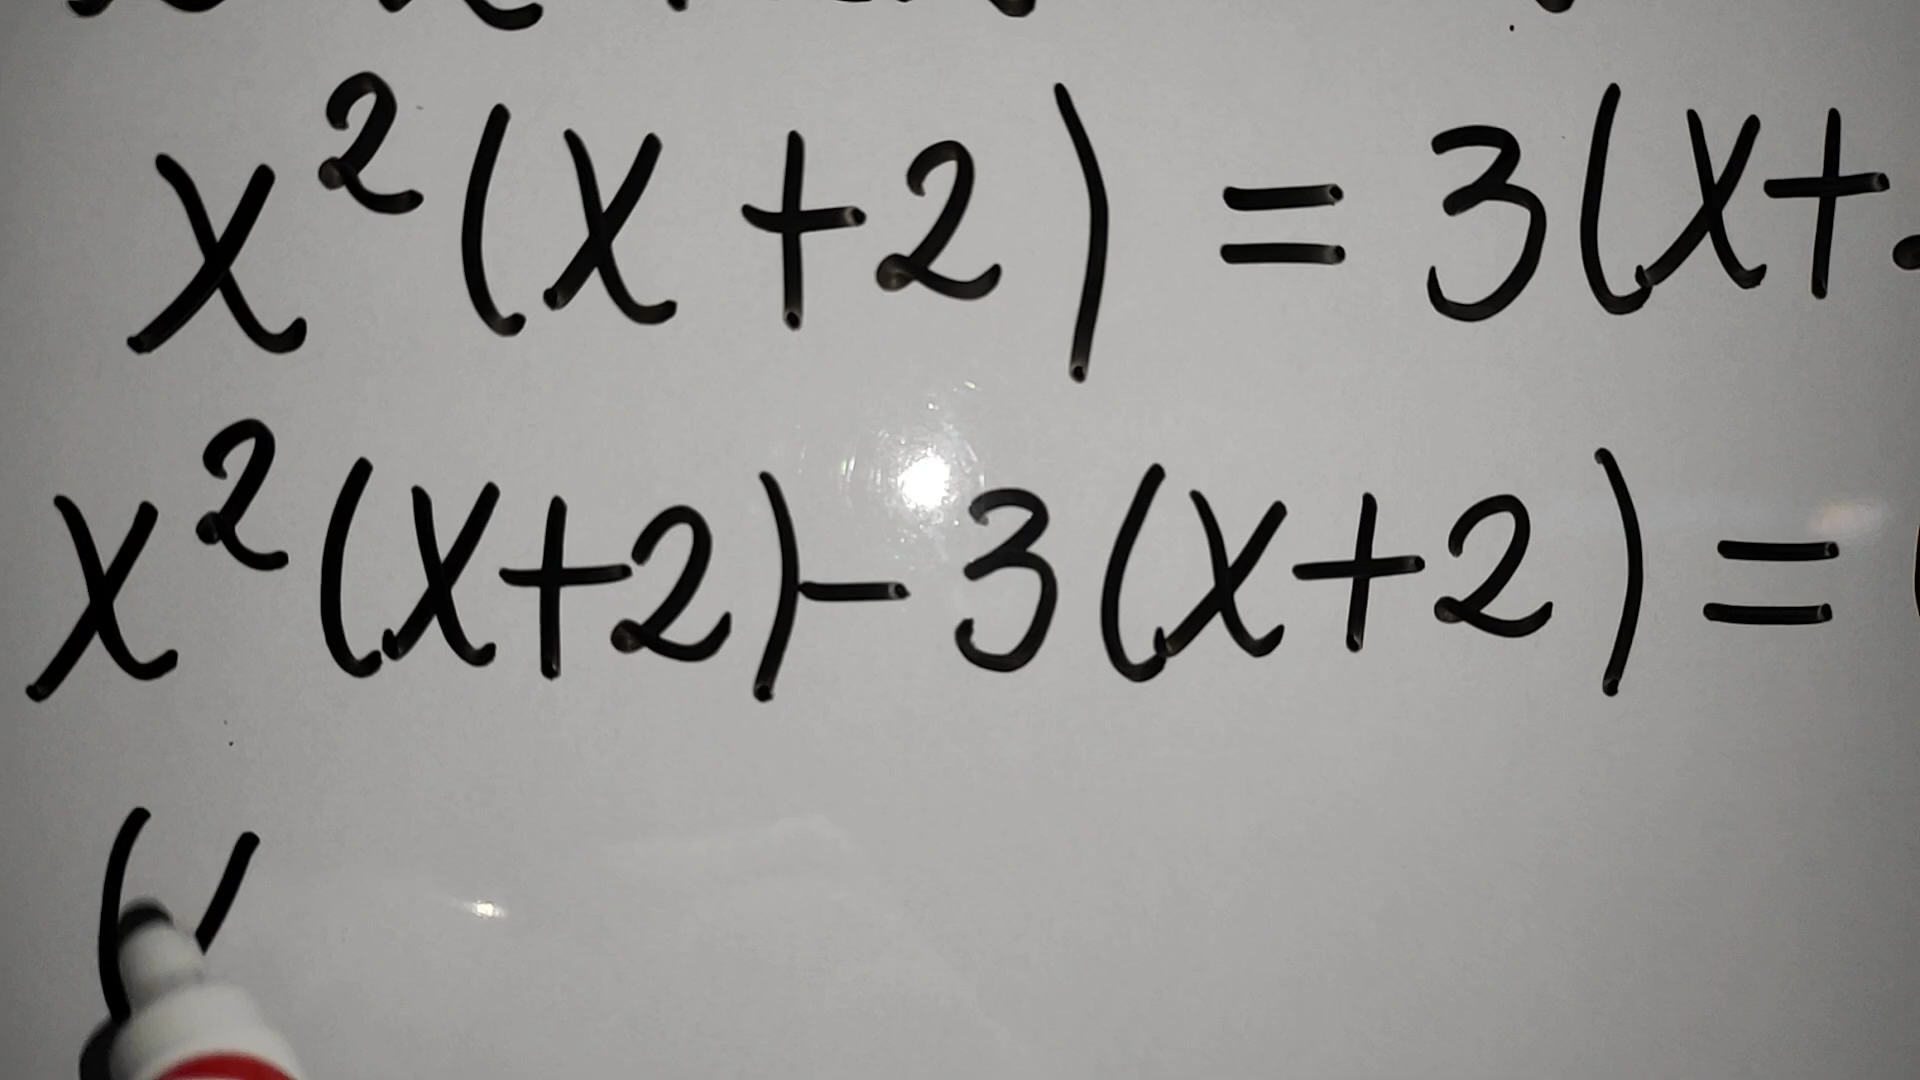 x²(x+2) = 3(x+
x²(x+2)-3(x+2)=
(